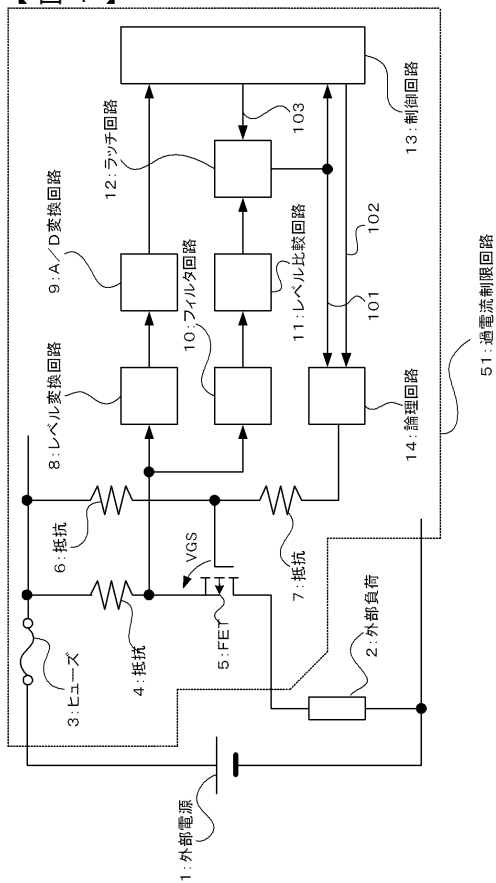 1:外部電源
2:外部負荷
3:ヒューズ
4:抵抗
5:FET
VGS
6:抵抗
7:抵抗
8:レベル変換回路
9:A/D変換回路
10:フィルタ回路
11:レベル比較回路
12:ラッチ回路
13:制御回路
14:論理回路
101
102
103
51:過電流制限回路